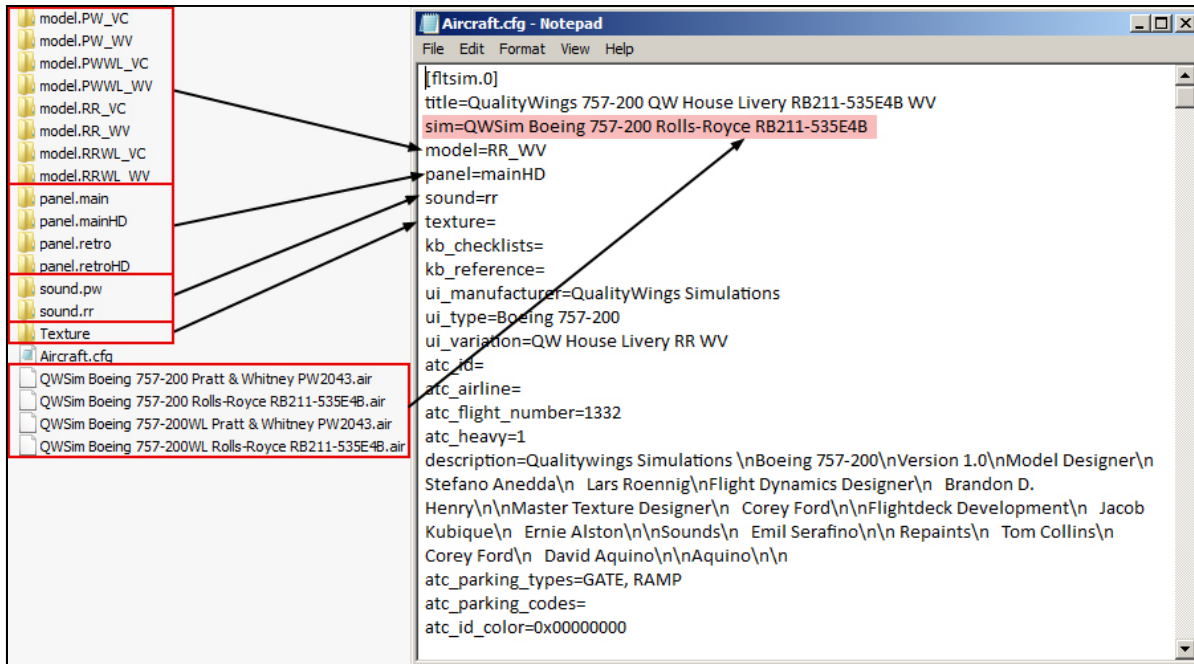 model.PW_VC
model.PW_WV
model.PWWL_VC
model.PWWL_WV
model.RR_VC
model.RR_WV
model.RRWL_VC
model.RRWL_WV
panel.main
panel.mainHD
panel.retro
panel.retroHD
sound.pw
sound.rr
Texture
Aircraft.cfg
QWSim Boeing 757-200 Pratt & Whitney PW2043.air
QWSim Boeing 757-200 Rolls-Royce RB211-535E4B.air
QWSim Boeing 757-200WL Pratt & Whitney PW2043.air
QWSim Boeing 757-200WL Rolls-Royce RB211-535E4B.air
Aircraft.cfg - Notepad
File Edit Format View Help
[fltsim.0]
title=QualityWings 757-200 QW House Livery RB211-535E4B WV
sim=QWSim Boeing 757-200 Rolls-Royce RB211-535E4B
model=RR_WV
panel=mainHD
sound=rr
texture=
kb_checklists=
kb_reference=
ui_manufacturer=QualityWings Simulations
ui_type=Boeing 757-200
ui_variation=QW House Livery RR WV
atc_id=
atc_airline=
atc_flight_number=1332
atc_heavy=1
description=Qualitywings Simulations \nBoeing 757-200\nVersion 1.0\nModel Designer\n
Stefano Anedda\n Lars Roennig\nFlight Dynamics Designer\n Brandon D.
Henry\n\nMaster Texture Designer\n Corey Ford\n\nFlightdeck Development\n Jacob
Kubique\n Ernie Alston\n\nSounds\n Emil Serafino\n\n Repaints\n Tom Collins\n
Corey Ford\n David Aquino\n\nAquino\n\n
atc_parking_types=GATE, RAMP
atc_parking_codes=
atc_id_color=0x00000000